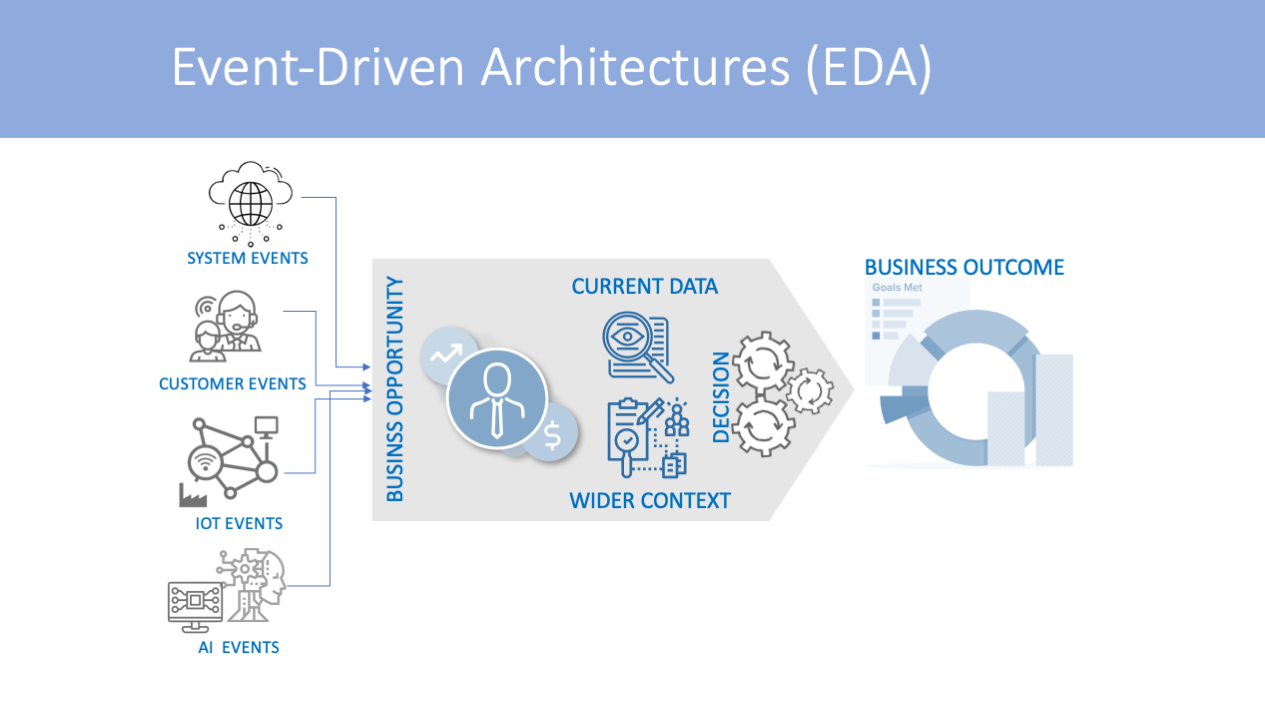 Event-Driven Architectures (EDA)
SYSTEM EVENTS
CUSTOMER EVENTS
IOT EVENTS
AI  EVENTS
BUSINSS OPPORTUNITY
CURRENT DATA
WIDER CONTEXT
DECISION
BUSINESS OUTCOME
Goals Met